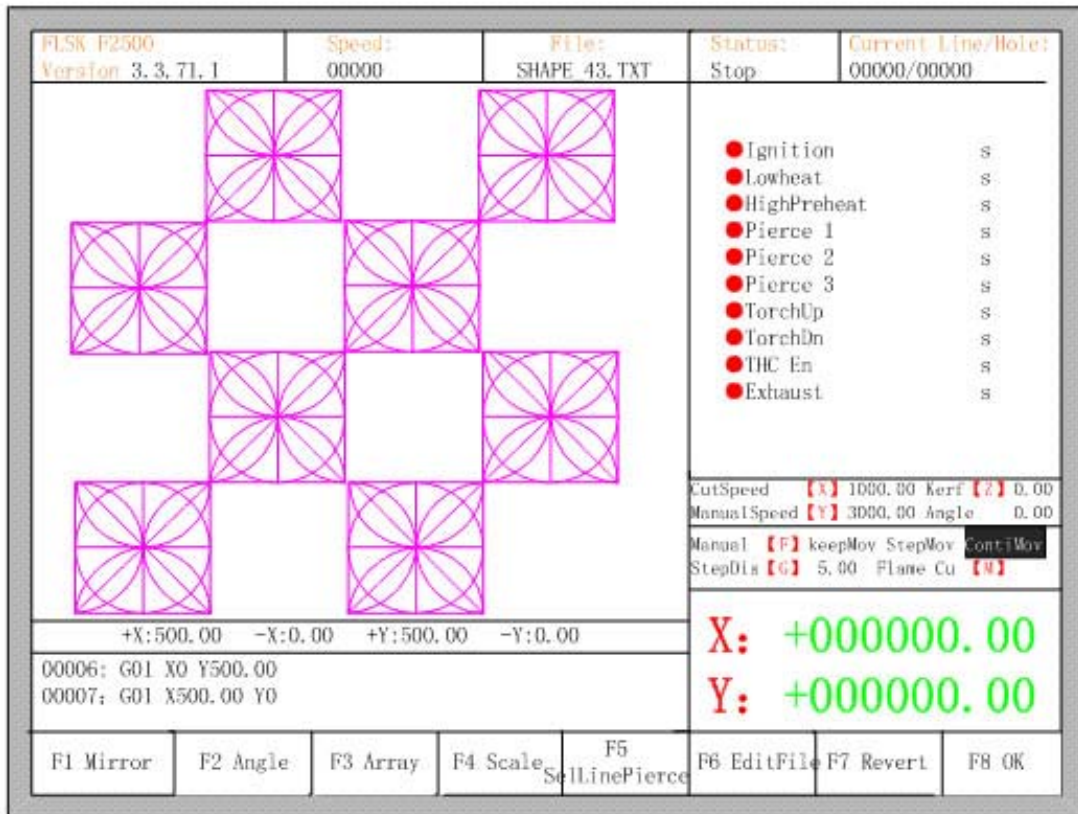 FLSK F2500 Speed: File: Status: Current Line/Hole:
Version 3.3.71.1 00000 SHAPE_43.TXT Stop 00000/00000
Ignition s
Lowheat s
HighPreheat s
Pierce 1 s
Pierce 2 s
Pierce 3 s
TorchUp s
TorchDn s
THC En s
Exhaust s
CutSpeed 【X】 1000.00 Kerf 【Z】 0.00
ManualSpeed 【Y】 3000.00 Angle 0.00
Manual 【F】 keepMov StepMov ContiMov
StepDis 【G】 5.00 Flame Cu 【M】
+X:500.00 -X:0.00 +Y:500.00 -Y:0.00
X: +000000.00
00006: G01 X0 Y500.00
00007: G01 X500.00 Y0
Y: +000000.00
F1 Mirror F2 Angle F3 Array F4 Scale F5 SelLinePierce F6 EditFile F7 Revert F8 OK